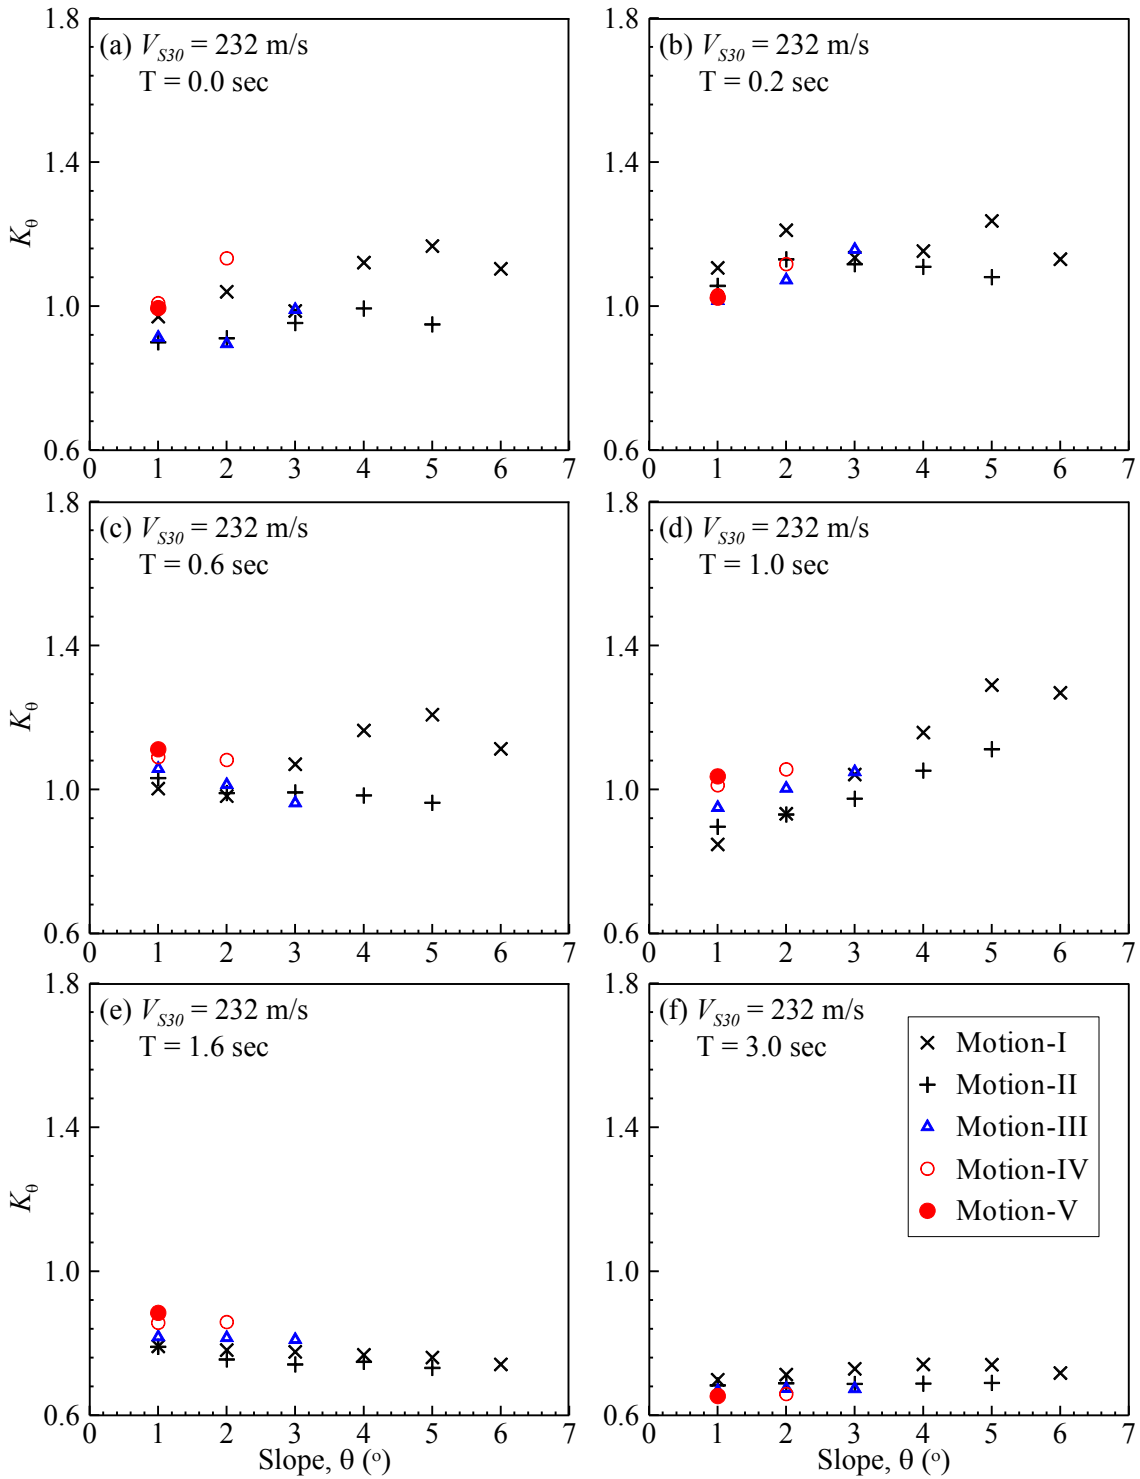 (a) VS30 = 232 m/s
T = 0.0 sec
1.8
1.4
1.0
0.6
Kθ
0 1 2 3 4 5 6 7
(b) VS30 = 232 m/s
T = 0.2 sec
1.8
1.4
1.0
0.6
0 1 2 3 4 5 6 7
(c) VS30 = 232 m/s
T = 0.6 sec
1.8
1.4
1.0
0.6
Kθ
0 1 2 3 4 5 6 7
(d) VS30 = 232 m/s
T = 1.0 sec
1.8
1.4
1.0
0.6
0 1 2 3 4 5 6 7
(e) VS30 = 232 m/s
T = 1.6 sec
1.8
1.4
1.0
0.6
Kθ
0 1 2 3 4 5 6 7
Slope, θ (°)
(f) VS30 = 232 m/s
T = 3.0 sec
Motion-I
Motion-II
Motion-III
Motion-IV
Motion-V
1.8
1.4
1.0
0.6
0 1 2 3 4 5 6 7
Slope, θ (°)